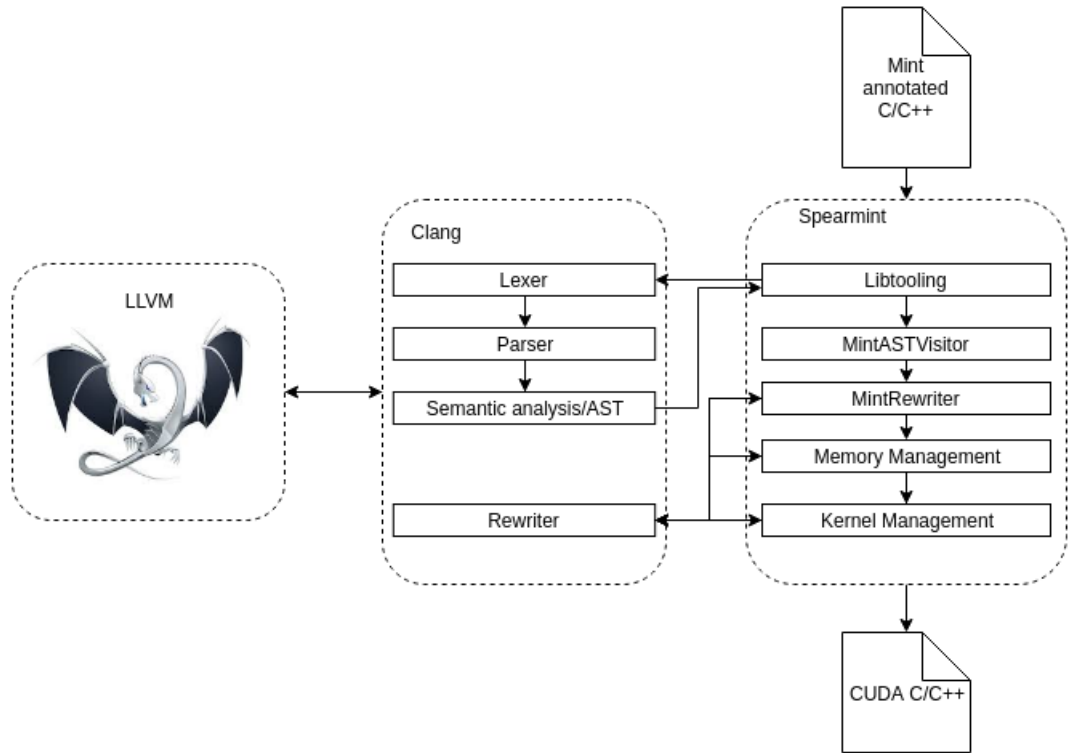 Mint
annotated
C/C++
Spearmint
Clang
LLVM
Lexer
Libtooling
Parser
MintASTVisitor
Semantic analysis/AST
MintRewriter
Memory Management
Rewriter
Kernel Management
CUDA C/C++